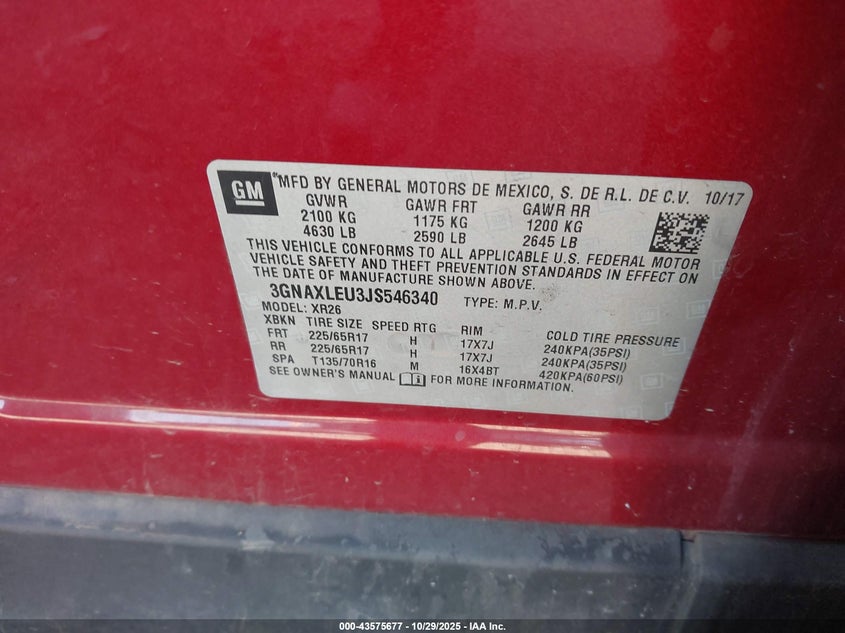 GM
MFD BY GENERAL MOTORS DE MEXICO, S. DE R.L. DE C.V. 10/17
GVWR GAWR FRT GAWR RR
2100 KG 1175 KG 1200 KG
4630 LB 2590 LB 2645 LB
THIS VEHICLE CONFORMS TO ALL APPLICABLE U.S. FEDERAL MOTOR
VEHICLE SAFETY AND THEFT PREVENTION STANDARDS IN EFFECT ON
THE DATE OF MANUFACTURE SHOWN ABOVE.
3GNAXLEU3JS546340 TYPE: M.P.V.
MODEL: XR26
XBKN TIRE SIZE SPEED RTG RIM COLD TIRE PRESSURE
FRT 225/65R17 H 17X7J 240KPA(35PSI)
RR 225/65R17 H 17X7J 240KPA(35PSI)
SPA T135/70R16 M 16X4BT 420KPA(60PSI)
SEE OWNER'S MANUAL FOR MORE INFORMATION.
000-43575677 - 10/29/2025 - IAA Inc.